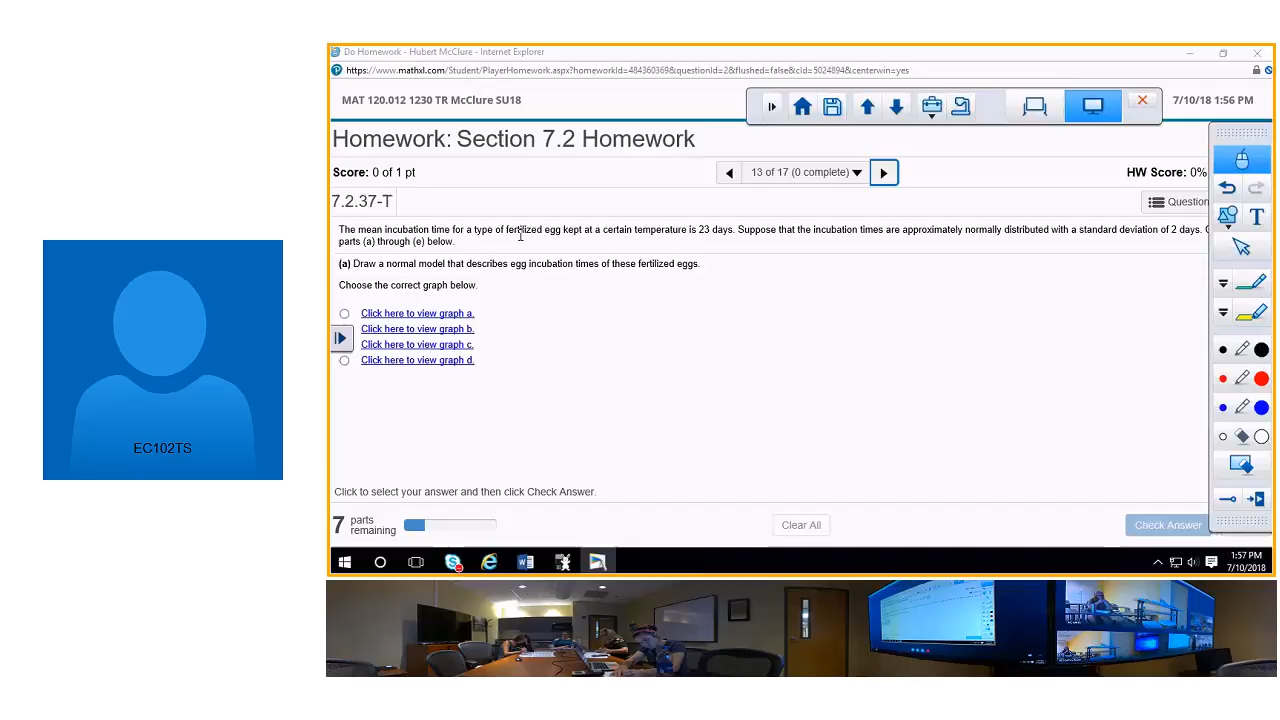 Do Homework - Hubert McClure - Internet Explorer
https://www.mathxl.com/Student/PlayerHomework.aspx?homeworkId=484360369&questionId=2&flushed=false&cId=5024894&centerwin=yes
MAT 120.012 1230 TR McClure SU18
7/10/18 1:56 PM
Homework: Section 7.2 Homework
Score: 0 of 1 pt
13 of 17 (0 complete)
HW Score: 0%
7.2.37-T
Question
The mean incubation time for a type of fertilized egg kept at a certain temperature is 23 days. Suppose that the incubation times are approximately normally distributed with a standard deviation of 2 days.
parts (a) through (e) below.
(a) Draw a normal model that describes egg incubation times of these fertilized eggs.
Choose the correct graph below.
Click here to view graph a.
Click here to view graph b.
Click here to view graph c.
Click here to view graph d.
EC102TS
Click to select your answer and then click Check Answer.
7 parts remaining
Clear All
Check Answer
1:57 PM
7/10/2018